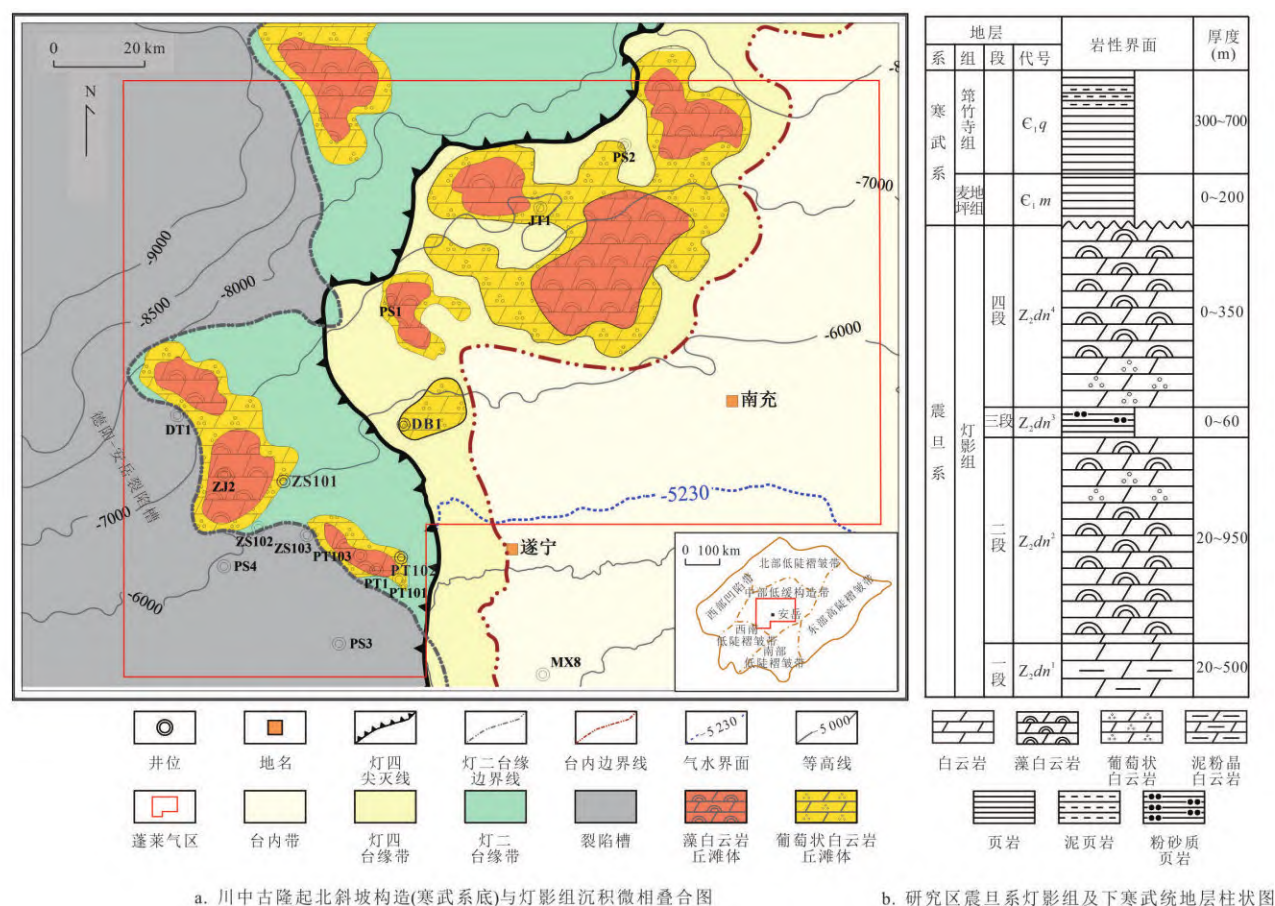 0 20 km
N
-8
PS2
-7000
JT1
-9000
-8000
-8500
PS1
-6000
南充
DT1
DB1
德阳-安岳裂陷槽
ZJ2
ZS101
-5230
-7000
ZS102
ZS103
PT103
PT102
遂宁
PS4
PT1
PT101
-6000
PS3
MX8
0 100 km
北部低陡褶皱带
西部凹陷带
中部低缓构造带
安岳
东部高陡褶皱带
西南
低陡褶皱带
南部
低陡褶皱带
井位
地名
灯四
尖灭线
灯二台缘
边界线
台内边界线
-5 230
气水界面
5 000
等高线
蓬莱气区
台内带
灯四
台缘带
灯二
台缘带
裂陷槽
藻白云岩
丘滩体
葡萄状白云岩
丘滩体
a. 川中古隆起北斜坡构造(寒武系底)与灯影组沉积微相叠合图
地层 岩性界面 厚度
(m)
系 组 段 代号
寒武系 筇竹寺组 Є₁q 300~700
麦地坪组 Є₁m 0~200
震旦系 灯影组 四段 Z₂dn⁴ 0~350
三段 Z₂dn³ 0~60
二段 Z₂dn² 20~950
一段 Z₂dn¹ 20~500
白云岩
藻白云岩
葡萄状
白云岩
泥粉晶
白云岩
页岩
泥页岩
粉砂质
页岩
b. 研究区震旦系灯影组及下寒武统地层柱状图